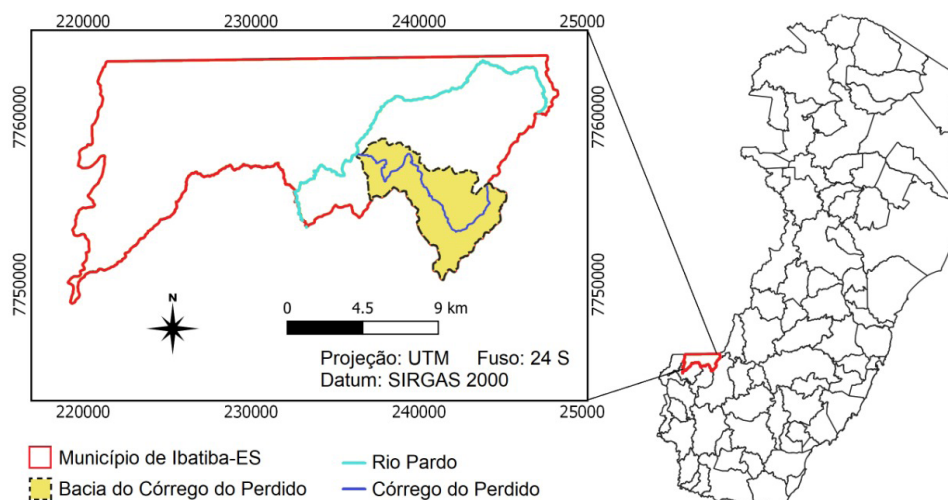 220000 230000 240000 25000
7760000 7760000
7750000 7750000
N
0 4.5 9 km
Projeção: UTM Fuso: 24 S
Datum: SIRGAS 2000
220000 230000 240000 25000
Município de Ibatiba-ES Rio Pardo
Bacia do Córrego do Perdido Córrego do Perdido